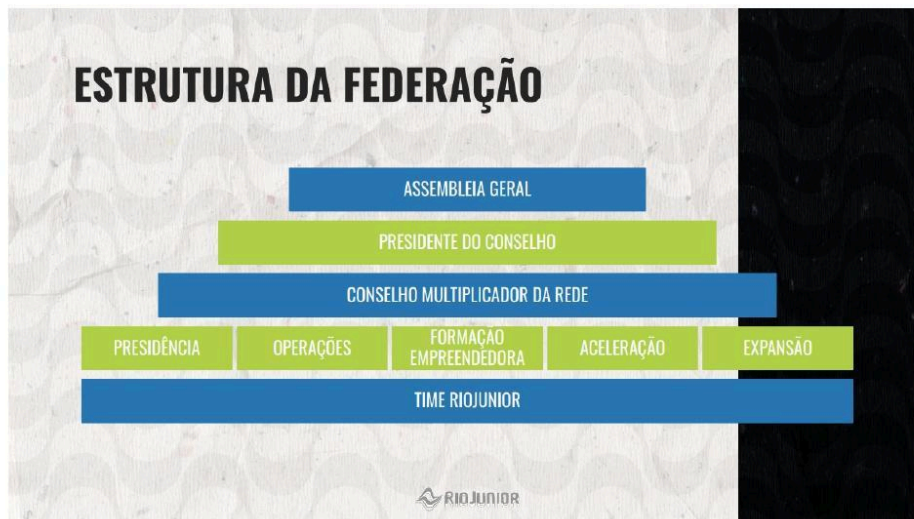 ESTRUTURA DA FEDERAÇÃO
ASSEMBLEIA GERAL
PRESIDENTE DO CONSELHO
CONSELHO MULTIPLICADOR DA REDE
PRESIDÊNCIA
OPERAÇÕES
FORMAÇÃO
EMPREENDEDORA
ACELERAÇÃO
EXPANSÃO
TIME RIOJUNIOR
RIOJUNIOR